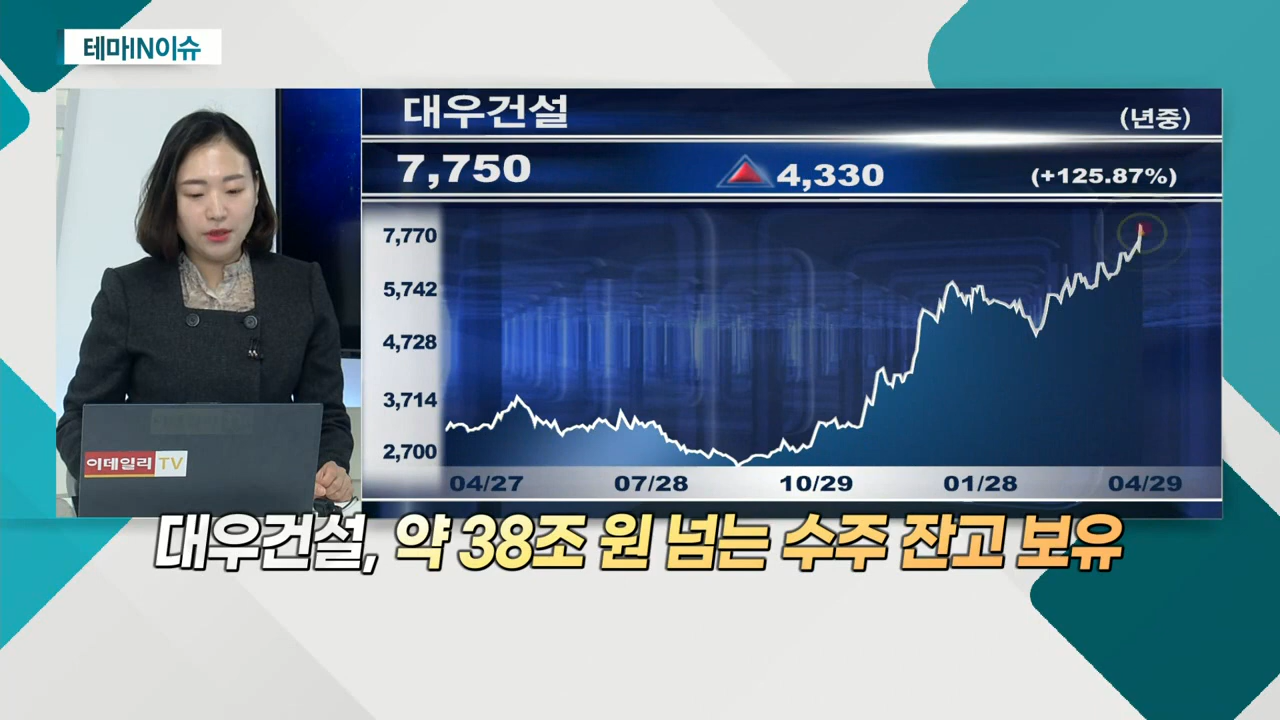 테마IN이슈
대우건설
(년중)
7,750
4,330
(+125.87%)
7,770
5,742
4,728
3,714
2,700
04/27
07/28
10/29
01/28
04/29
이데일리TV
대우건설, 약 38조 원 넘는 수주 잔고 보유